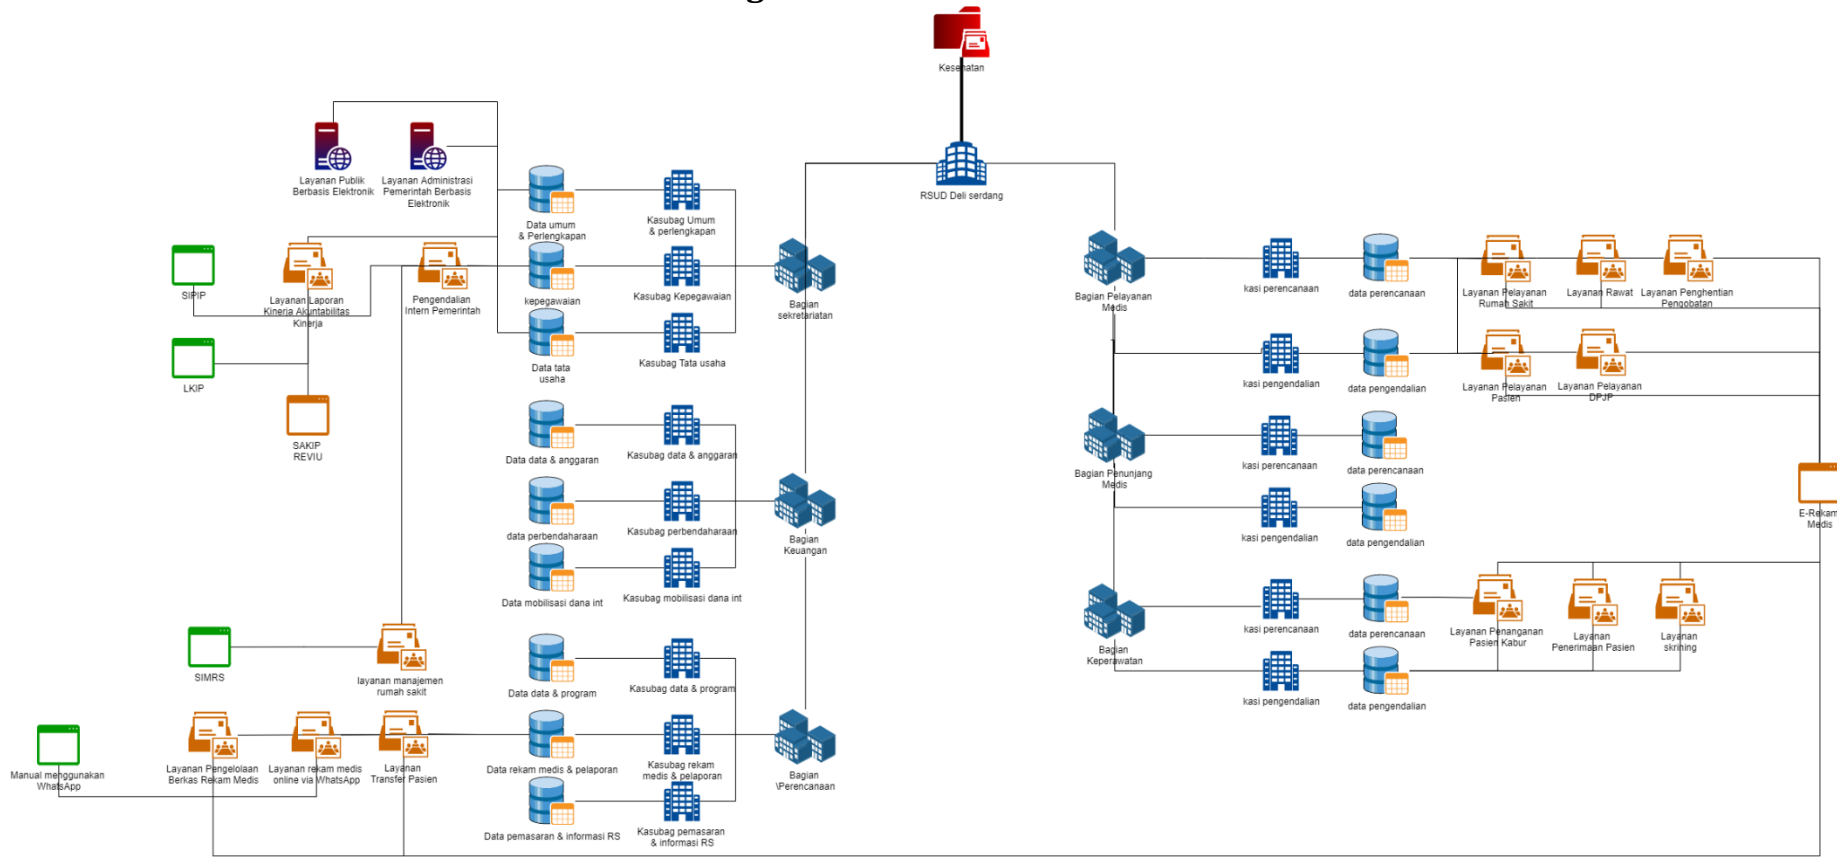 g
Kesehatan
RSUD Deli serdang
Layanan Publik
Berbasis Elektronik
Layanan Administrasi
Pemerintah Berbasis
Elektronik
Data umum
& Perlengkapan
Kasubag Umum
& perlengkapan
SIPIP
Layanan Laporan
Kinerja Akuntabilitas
Kinerja
Pengendalian
Intern Pemerintah
kepegawaian
Kasubag Kepegawaian
Bagian
sekretariatan
LKIP
Data tata
usaha
Kasubag Tata usaha
SAKIP
REVIU
Data data & anggaran
Kasubag data & anggaran
data perbendaharaan
Kasubag perbendaharaan
Bagian
Keuangan
Data mobilisasi dana int
Kasubag mobilisasi dana int
SIMRS
layanan manajemen
rumah sakit
Data data & program
Kasubag data & program
Manual menggunakan
WhatsApp
Layanan Pengelolaan
Berkas Rekam Medis
Layanan rekam medis
online via WhatsApp
Layanan
Transfer Pasien
Data rekam medis & pelaporan
Kasubag rekam
medis & pelaporan
Bagian
\Perencanaan
Data pemasaran & informasi RS
Kasubag pemasaran
& informasi RS
Bagian Pelayanan
Medis
kasi perencanaan
data perencanaan
Layanan Pelayanan
Rumah Sakit
Layanan Rawat
Layanan Penghentian
Pengobatan
kasi pengendalian
data pengendalian
Layanan Pelayanan
Pasien
Layanan Pelayanan
DPJP
Bagian Penunjang
Medis
kasi perencanaan
data perencanaan
E-Rekam
Medis
kasi pengendalian
data pengendalian
Bagian
Keperawatan
kasi perencanaan
data perencanaan
Layanan Penanganan
Pasien Kabur
Layanan
Penerimaan Pasien
Layanan
skrining
kasi pengendalian
data pengendalian